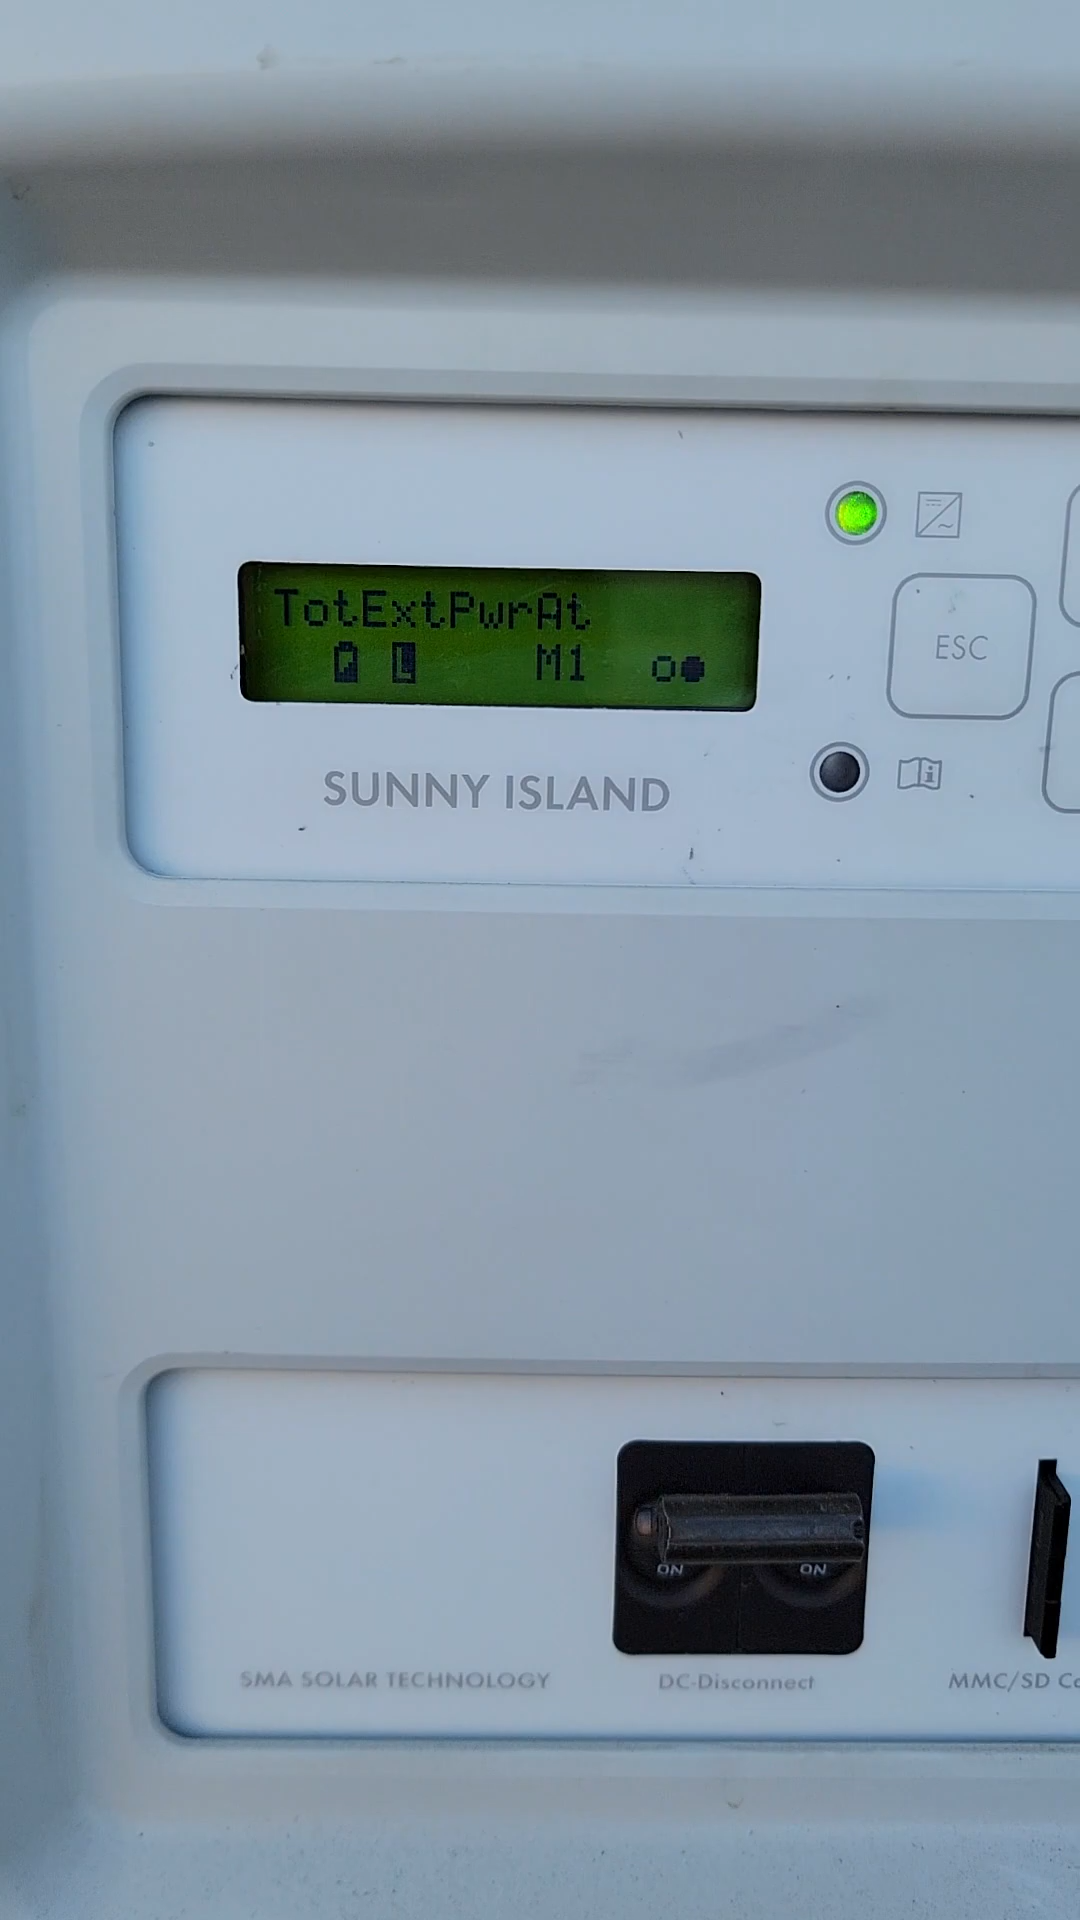 TotExtPwrAt
L M1
ESC
SUNNY ISLAND
i
ON ON
SMA SOLAR TECHNOLOGY
DC-Disconnect
MMC/SD